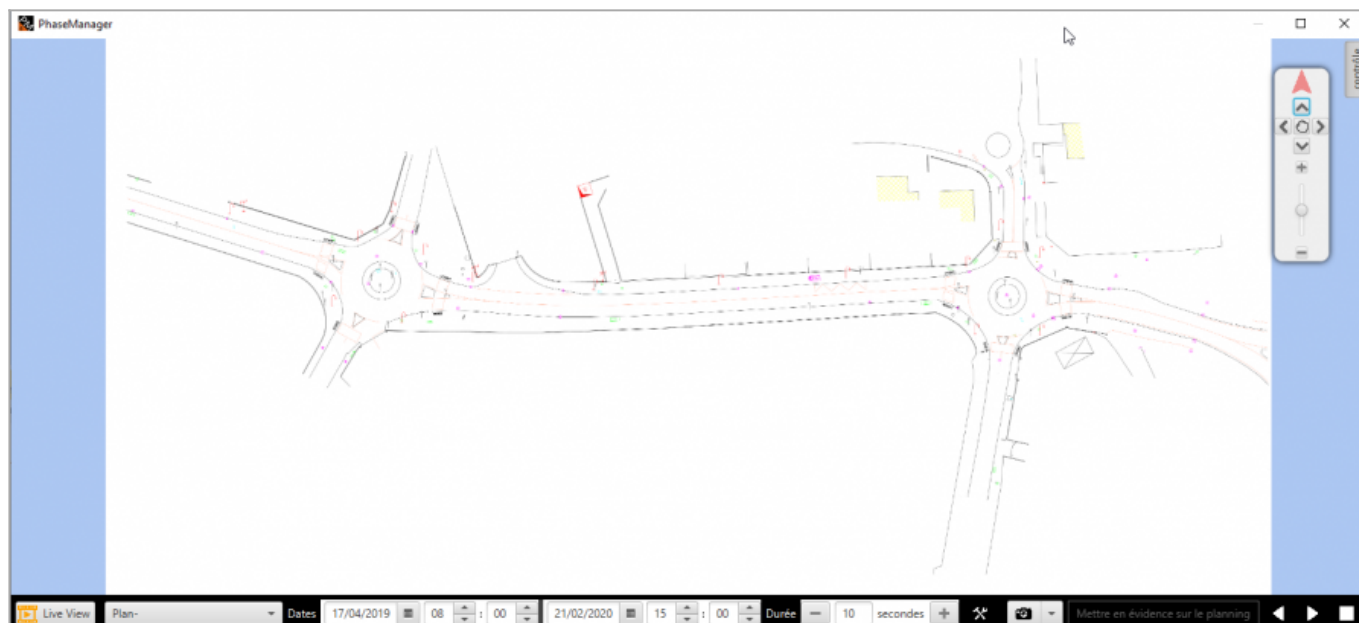 PhaseManager
contrôle
Live View Plan- Dates 17/04/2019 08 : 00 21/02/2020 15 : 00 Durée 10 secondes Mettre en évidence sur le planning